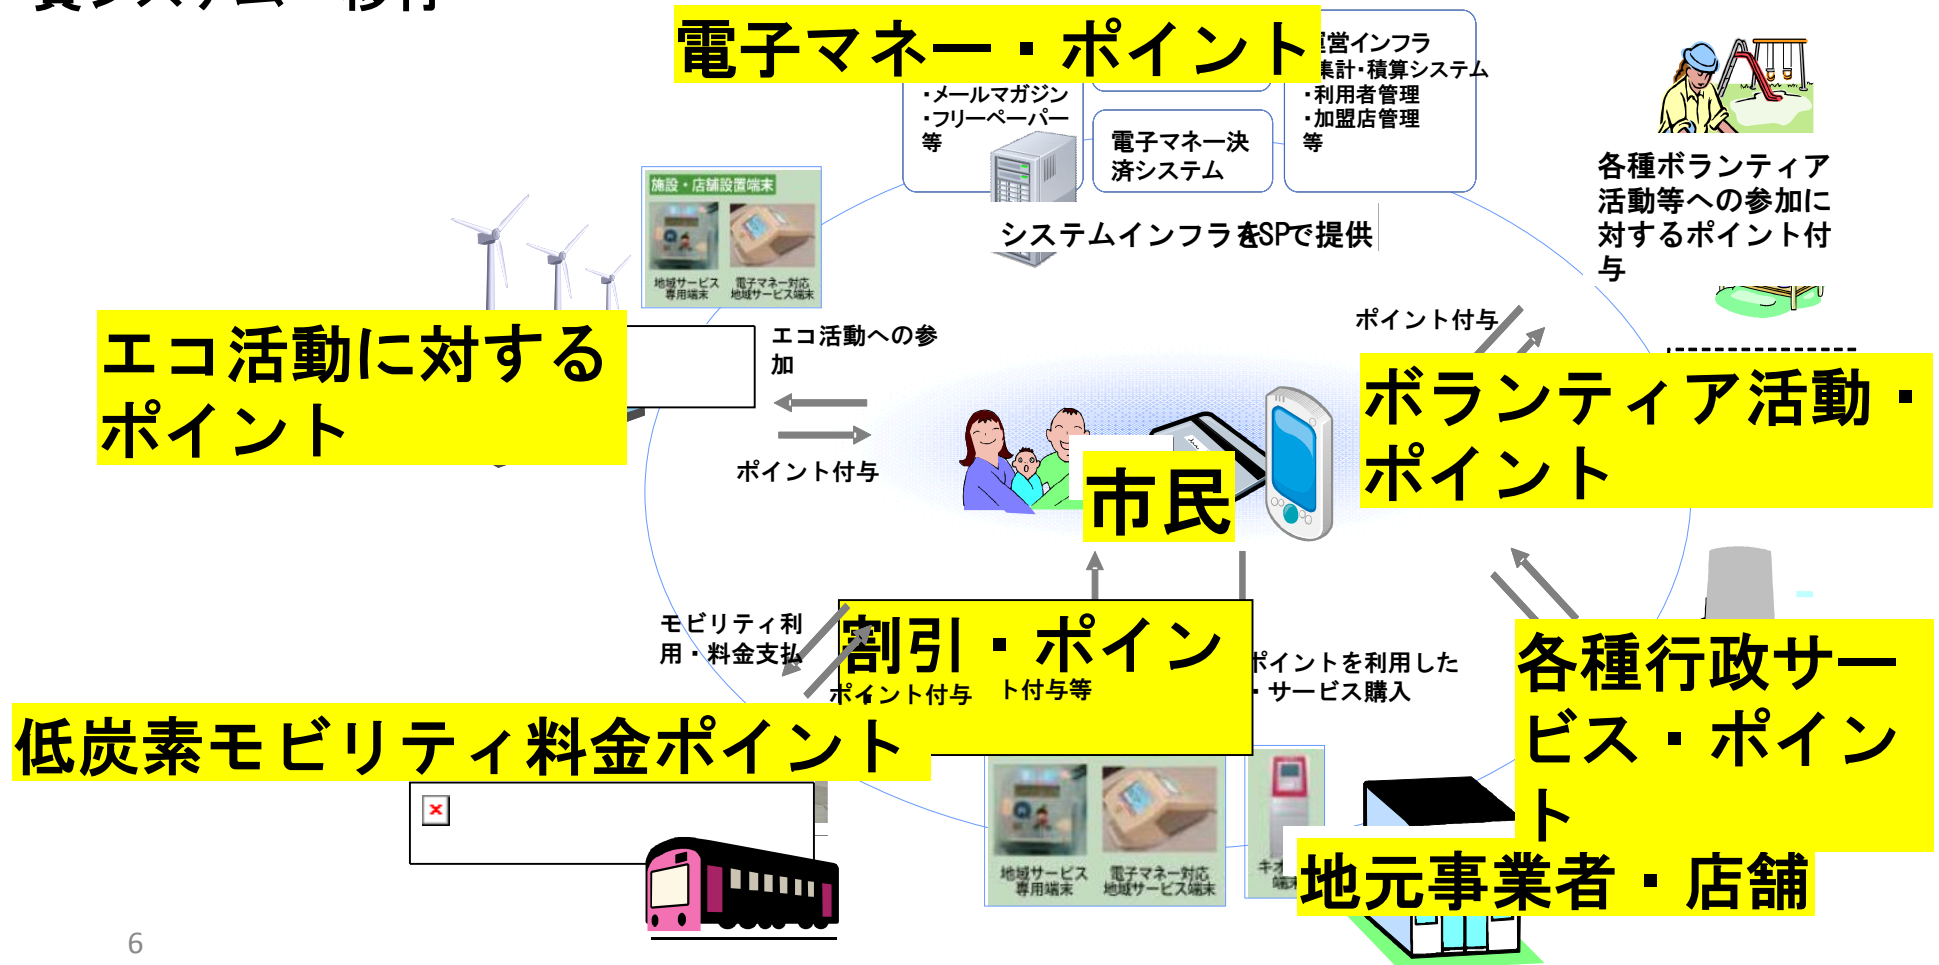 電子マネー・ポイント
営インフラ
集計・積算システム
・利用者管理
・加盟店管理
等
・メールマガジン
・フリーペーパー
等
電子マネー決
済システム
システムインフラをASPで提供
施設・店舗設置端末
地域サービス
専用端末
電子マネー対応
地域サービス端末
各種ボランティア
活動等への参加に
対するポイント付
与
エコ活動に対する
ポイント
エコ活動への参
加
ポイント付与
ポイント付与
ボランティア活動・
ポイント
市民
モビリティ利
用・料金支払
ポイント付与
割引・ポイン
ト付与等
ポイントを利用した
・サービス購入
各種行政サー
ビス・ポイン
ト
低炭素モビリティ料金ポイント
地域サービス
専用端末
電子マネー対応
地域サービス端末
キオ
端末
地元事業者・店舗
6